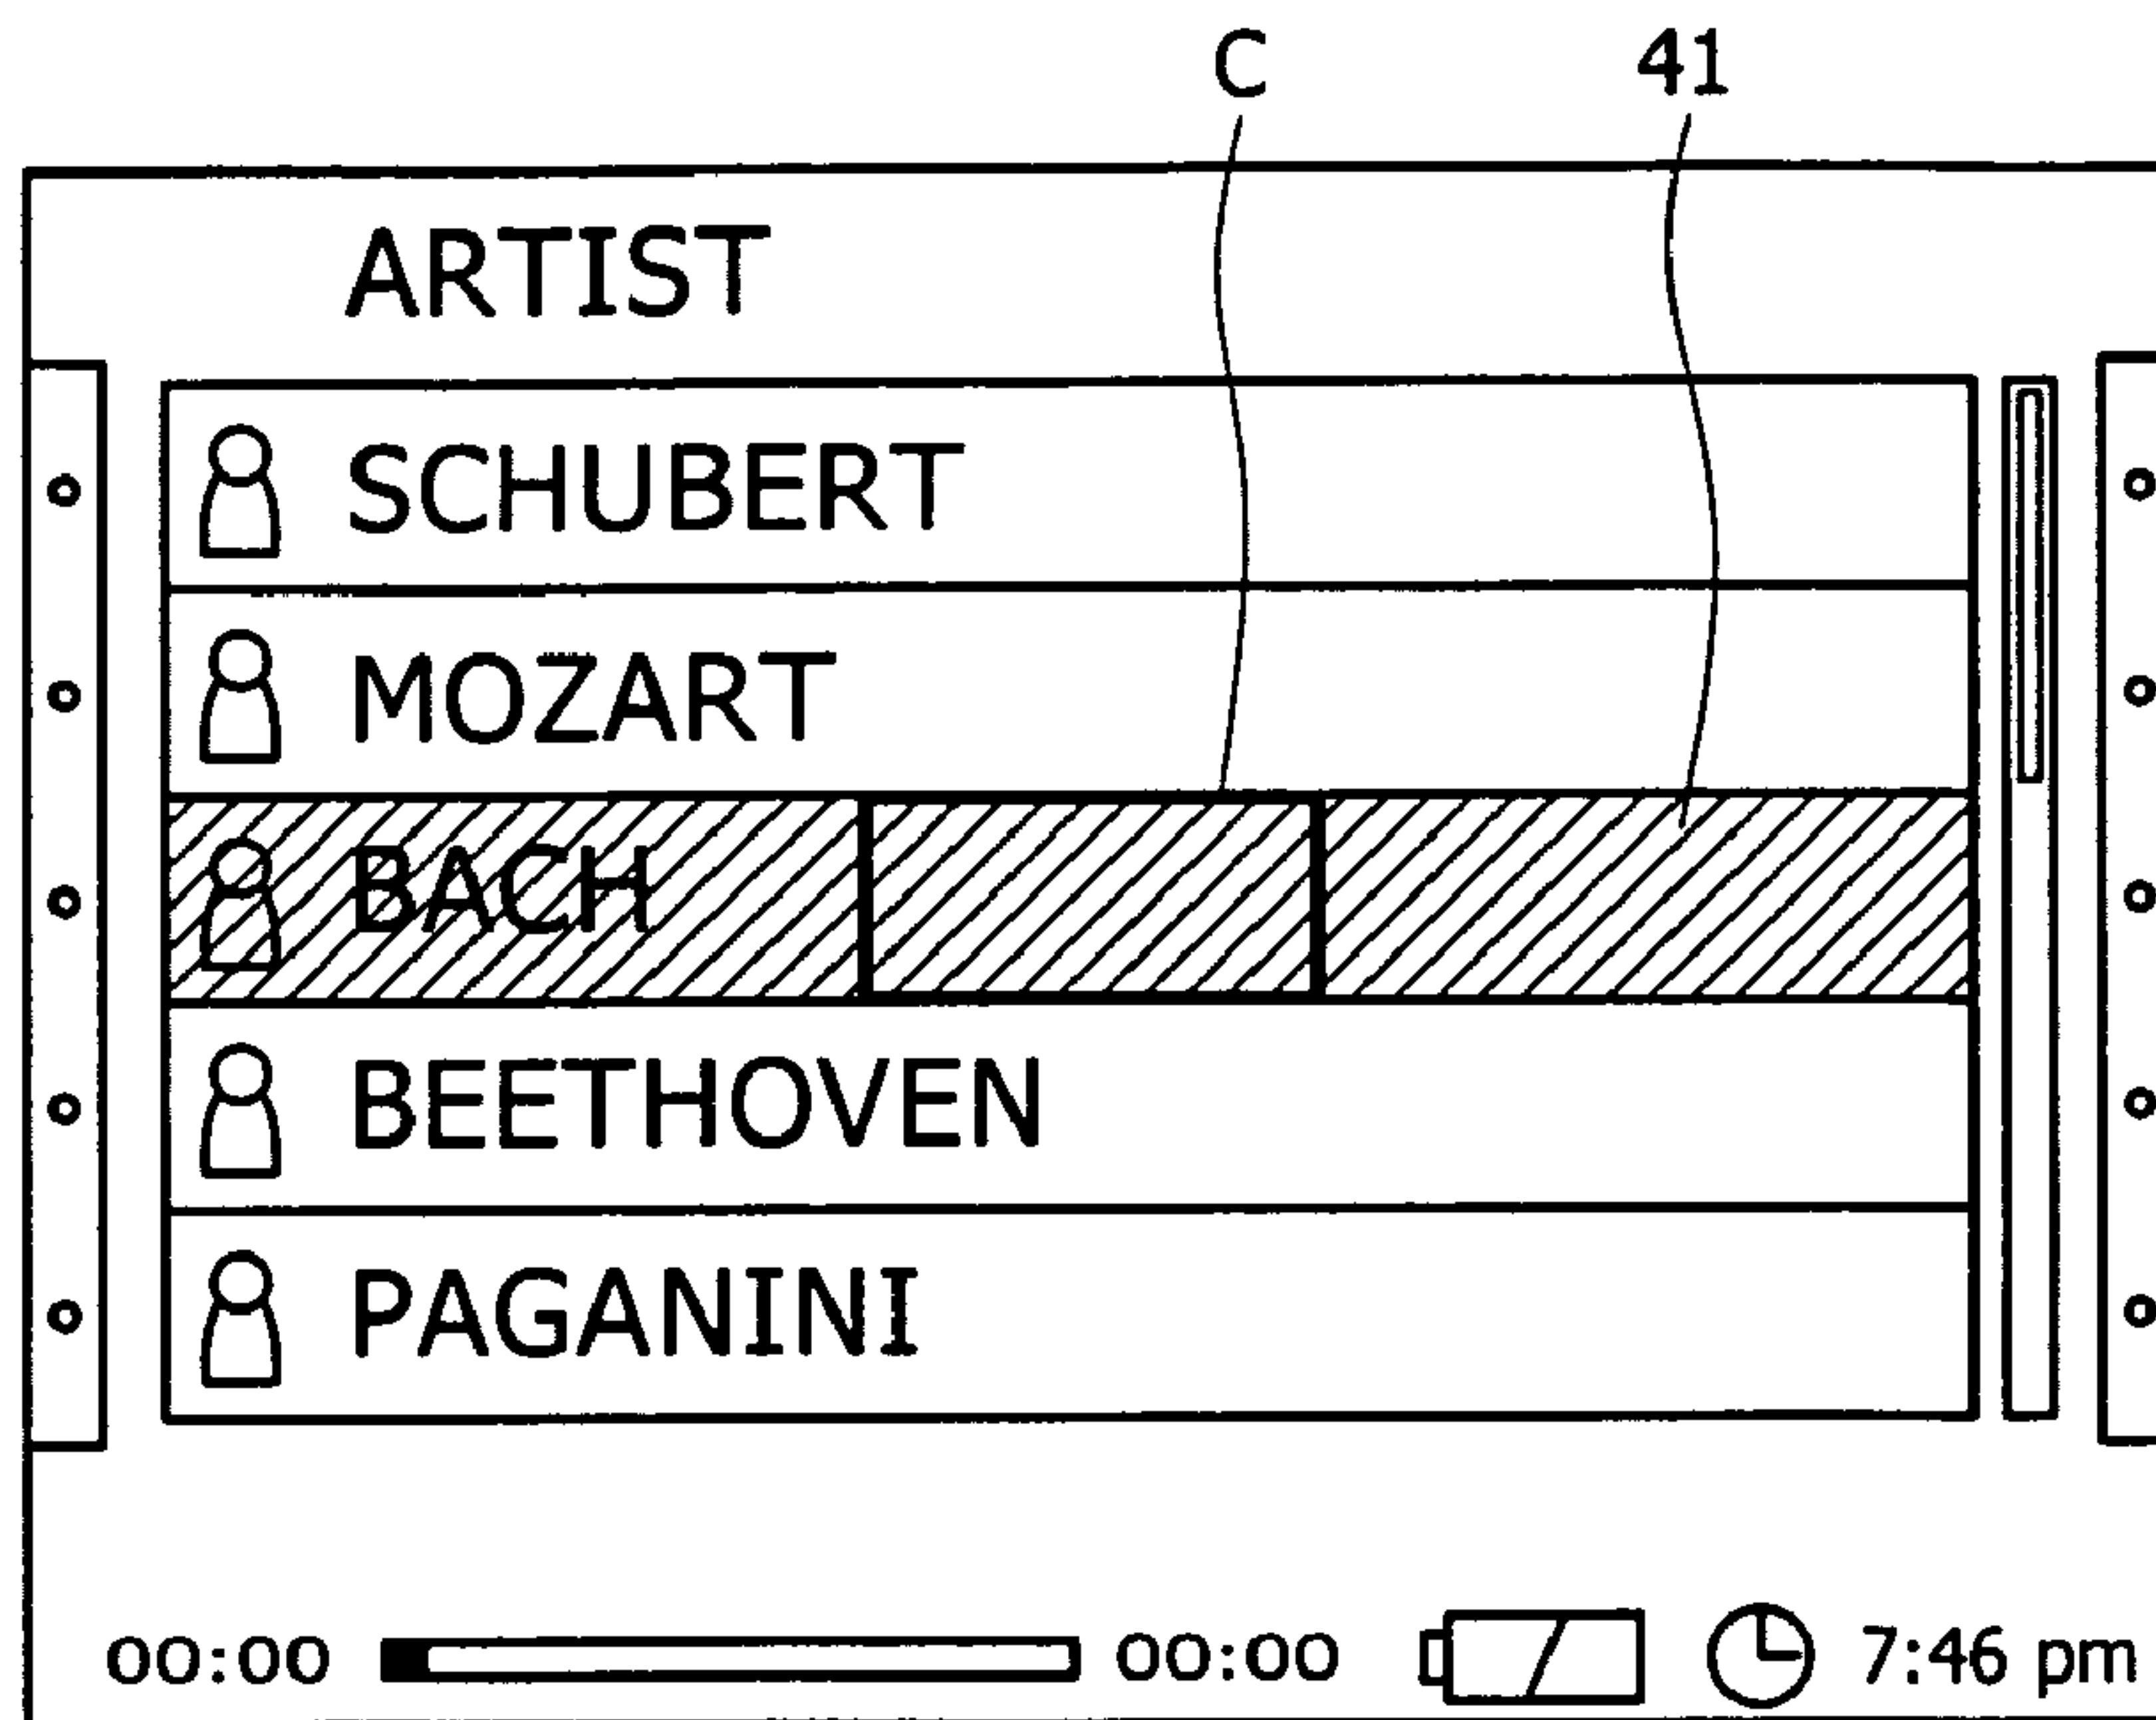 C 41
ARTIST
SCHUBERT
MOZART
BACH
BEETHOVEN
PAGANINI
00:00 00:00 7:46 pm